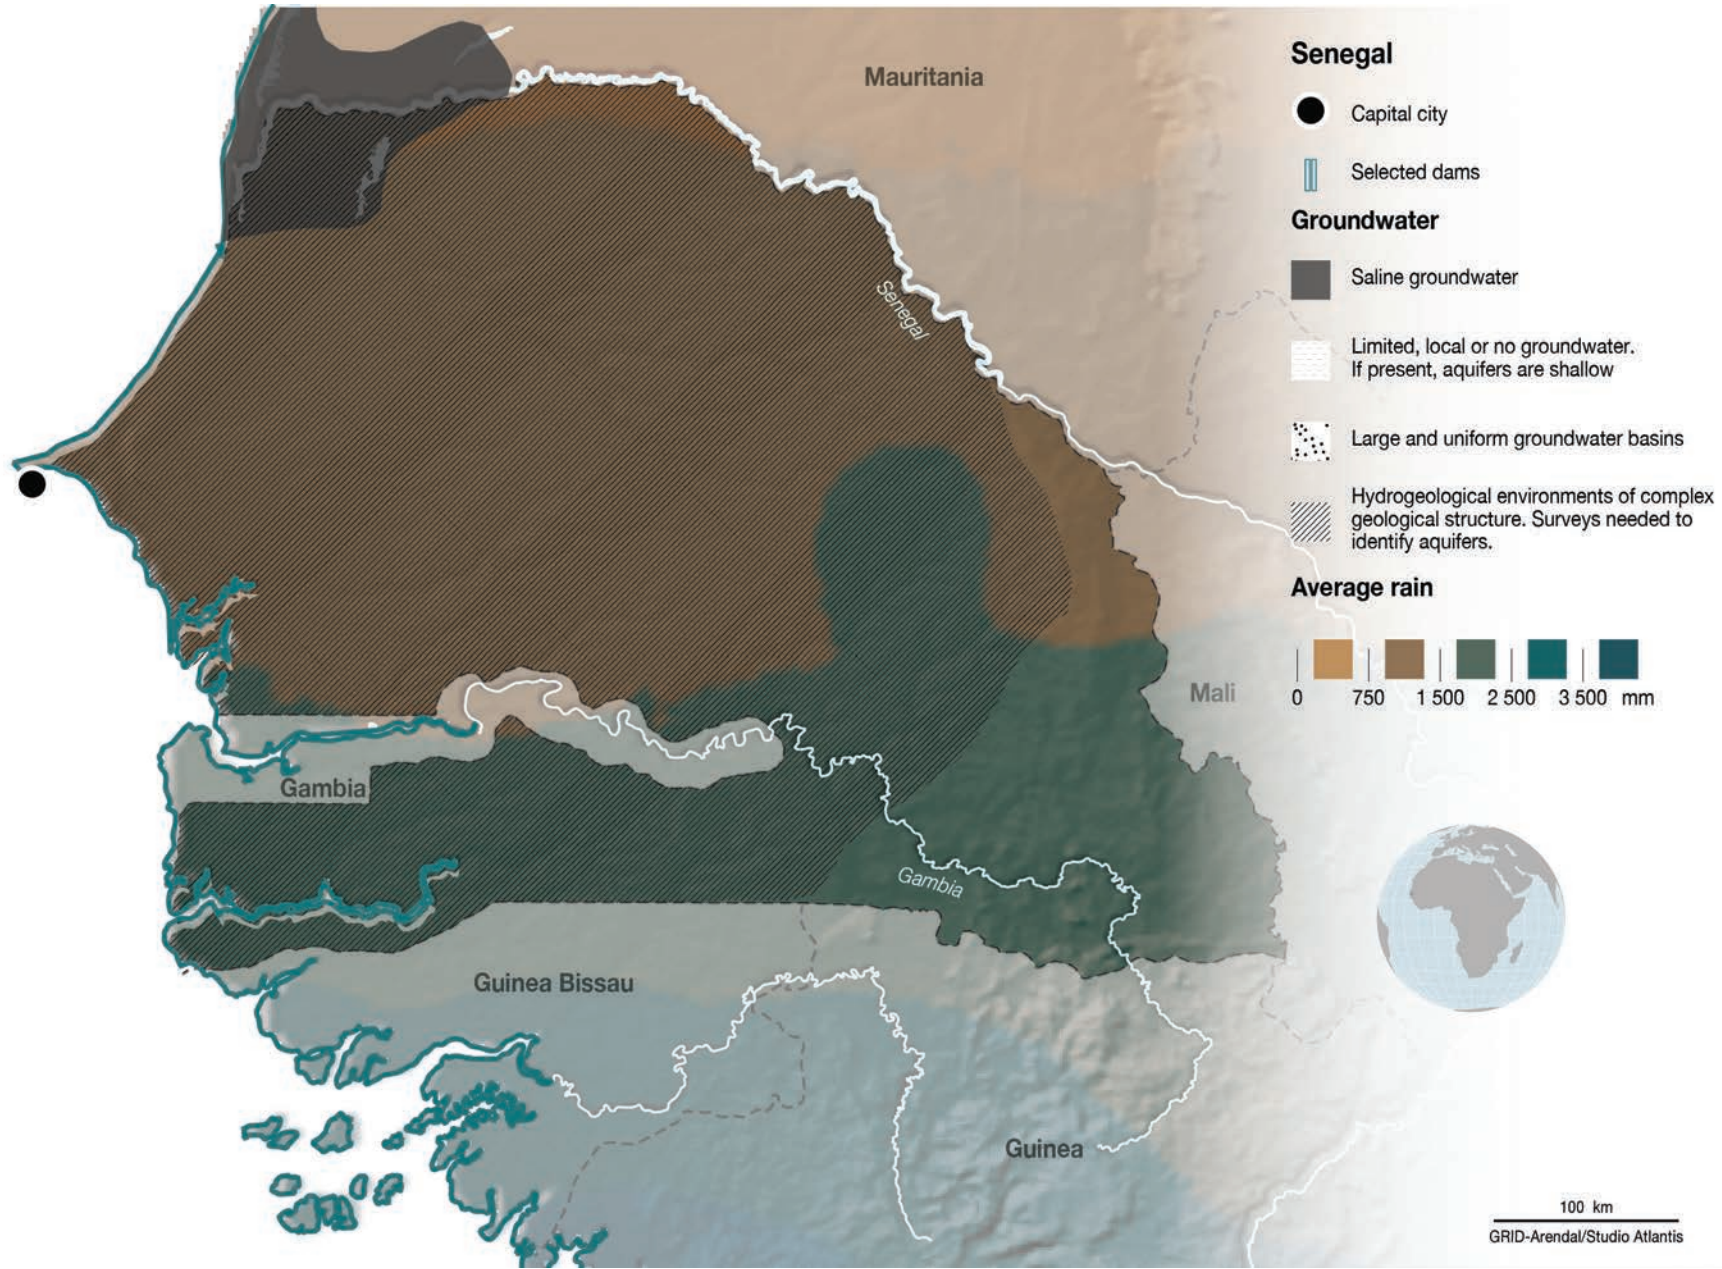 Senegal
Capital city
Selected dams
Groundwater
Saline groundwater
Limited, local or no groundwater.
If present, aquifers are shallow
Large and uniform groundwater basins
Hydrogeological environments of complex
geological structure. Surveys needed to
identify aquifers.
Average rain
0 750 1 500 2 500 3 500 mm
Mauritania
Senegal
Mali
Gambia
Gambia
Guinea Bissau
Guinea
100 km
GRID-Arendal/Studio Atlantis